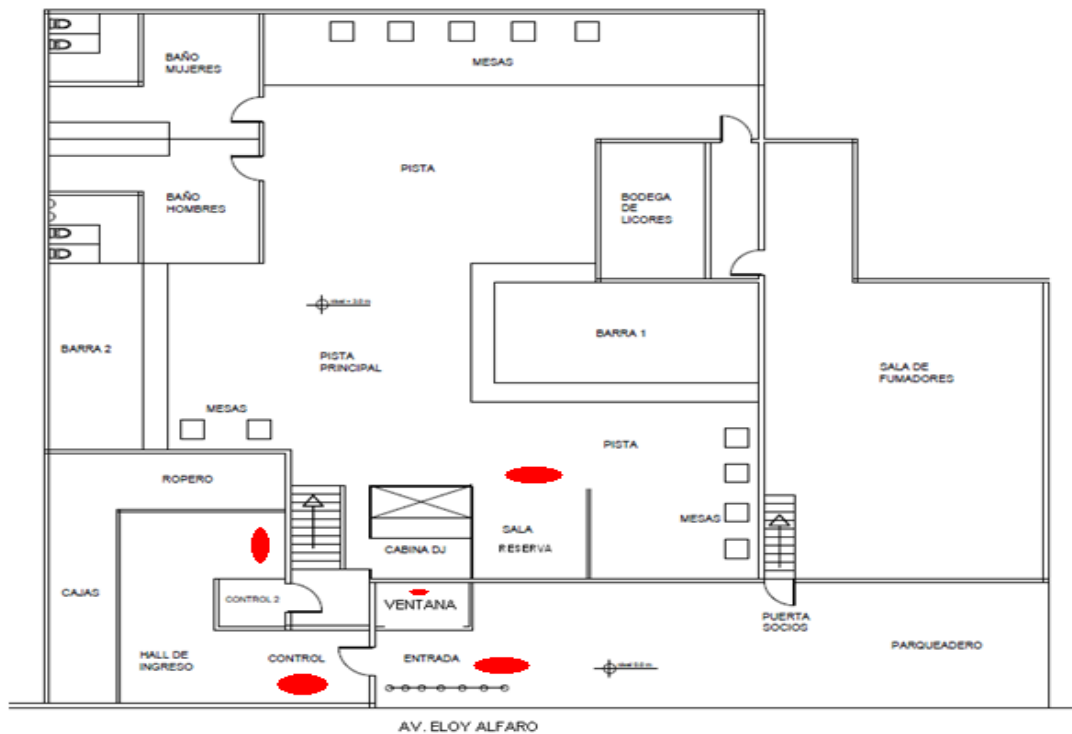 MESAS
BAÑO
MUJERES
PISTA
BAÑO
HOMBRES
BODEGA
DE
LICORES
BARRA 1
BARRA 2
PISTA
PRINCIPAL
SALA DE
FUMADORES
MESAS
PISTA
ROPERO
MESAS
SALA
RESERVA
CABINA DJ
CAJAS
CONTROL 2
VENTANA
PUERTA
SOCIOS
PARQUEADERO
HALL DE
INGRESO
CONTROL
ENTRADA
AV. ELOY ALFARO